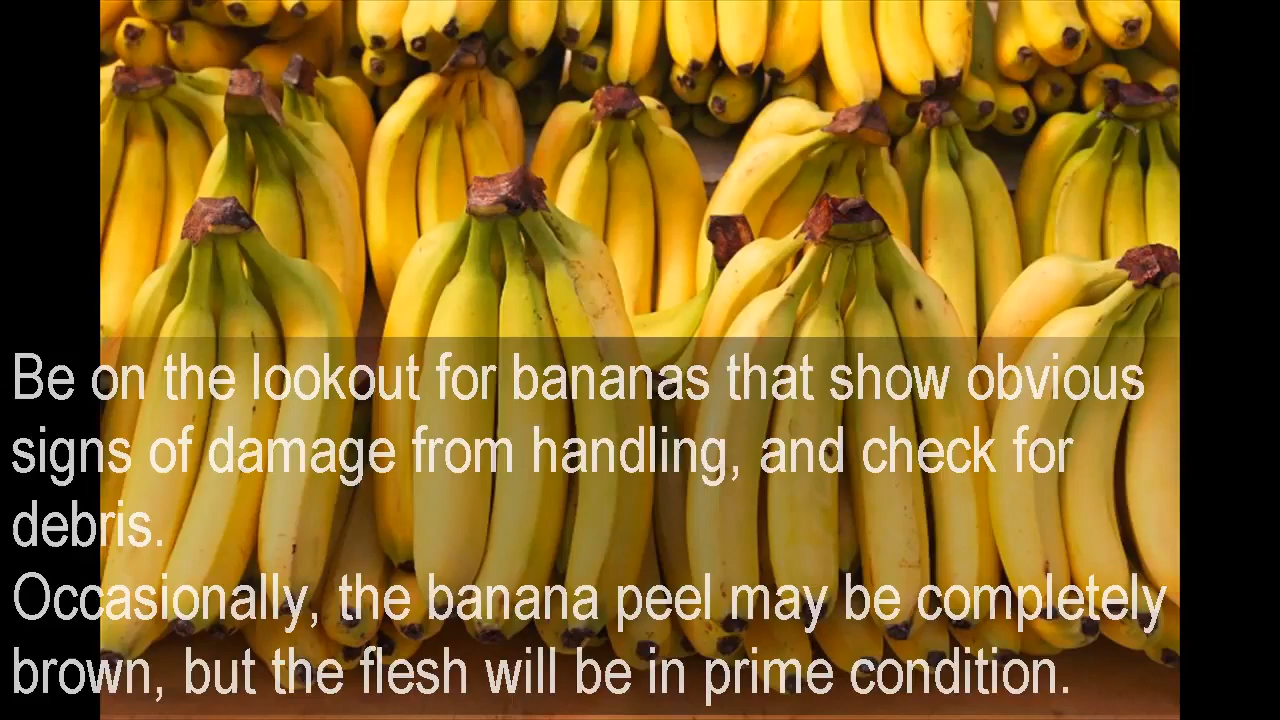 Be on the lookout for bananas that show obvious
signs of damage from handling, and check for
debris.
Occasionally, the banana peel may be completely
brown, but the flesh will be in prime condition.